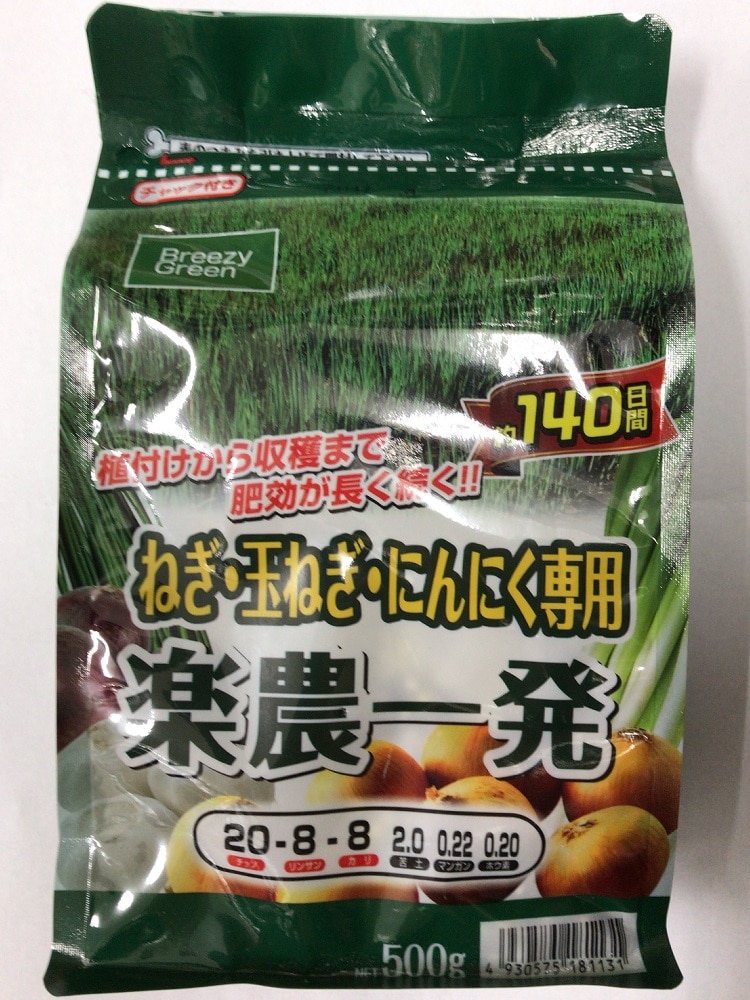 チャック付き
Breezy
Green
約140日間
植付けから収穫まで
肥効が長く続く!!
ねぎ・玉ねぎ・にんにく専用
楽農一発
20-8-8 2.0 0.22 0.20
チッソ リンサン カリ 苦土 マンガン ホウ素
NET 500g
4 930575 181131